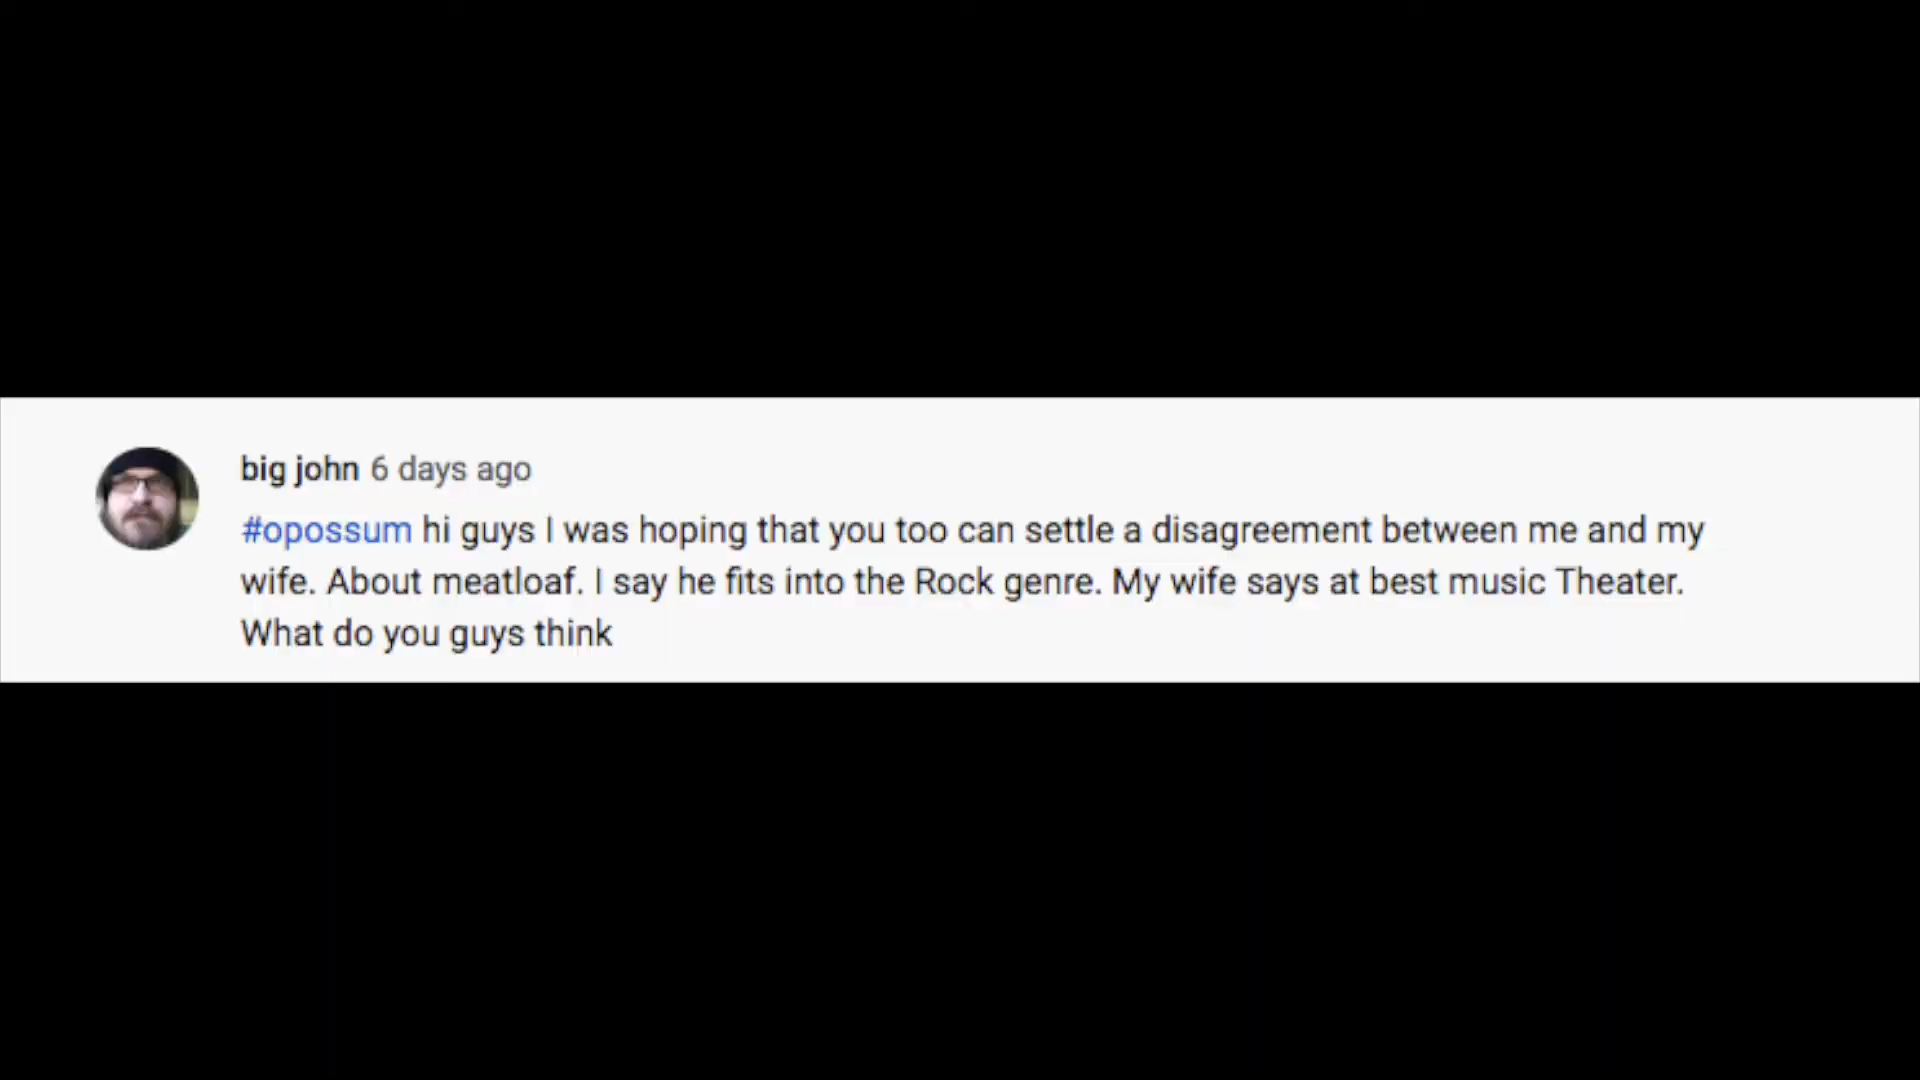 big john 6 days ago
#opossum hi guys I was hoping that you too can settle a disagreement between me and my
wife. About meatloaf. I say he fits into the Rock genre. My wife says at best music Theater.
What do you guys think